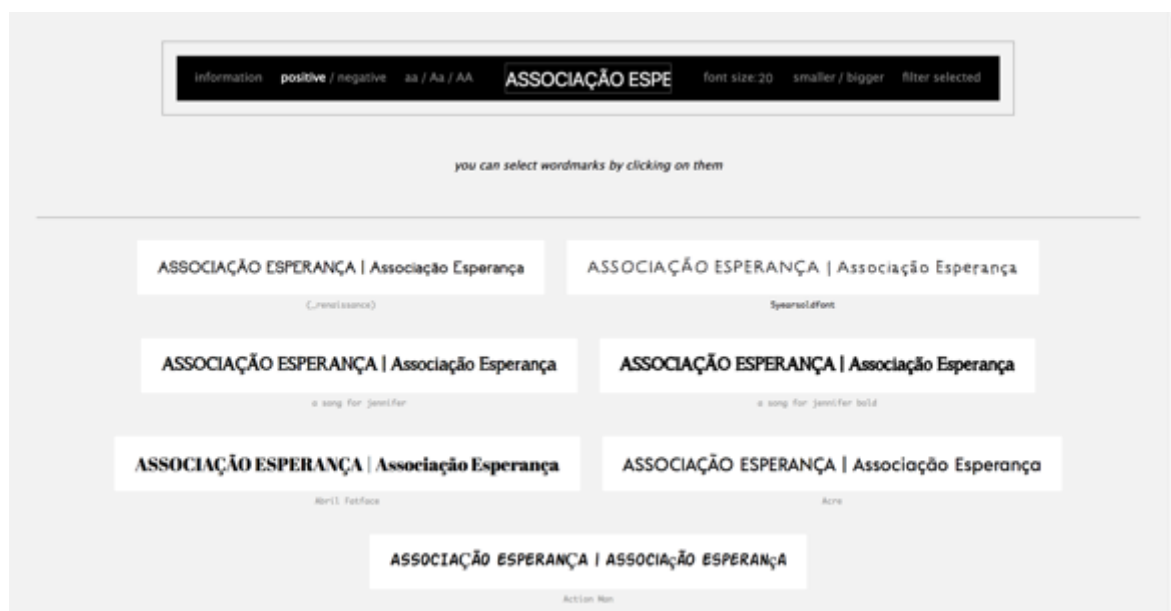 information positive / negative aa / Aa / AA ASSOCIAÇÃO ESPE font size:20 smaller / bigger filter selected
you can select wordmarks by clicking on them
ASSOCIAÇÃO ESPERANÇA | Associação Esperança
ASSOCIAÇÃO ESPERANÇA | Associação Esperança
(_renaissance)
5yearsoldfont
ASSOCIAÇÃO ESPERANÇA | Associação Esperança
ASSOCIAÇÃO ESPERANÇA | Associação Esperança
a song for jennifer
a song for jennifer bold
ASSOCIAÇÃO ESPERANÇA | Associação Esperança
ASSOCIAÇÃO ESPERANÇA | Associação Esperança
Abril Fatface
Acre
ASSOCIAÇÃO ESPERANÇA | ASSOCIAçÃO ESPERANçA
Action Man